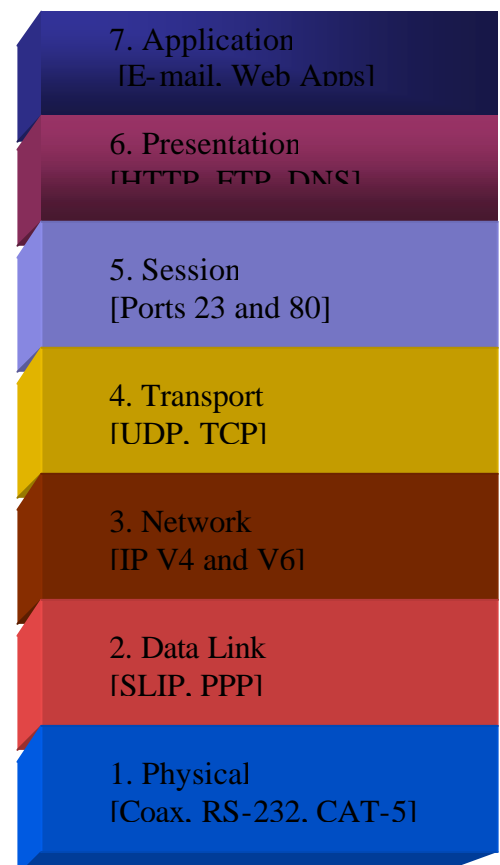 7. Application
[E-mail, Web Apps]
6. Presentation
[HTTP, FTP, DNS]
5. Session
[Ports 23 and 80]
4. Transport
[UDP, TCP]
3. Network
[IP V4 and V6]
2. Data Link
[SLIP, PPP]
1. Physical
[Coax, RS-232, CAT-5]